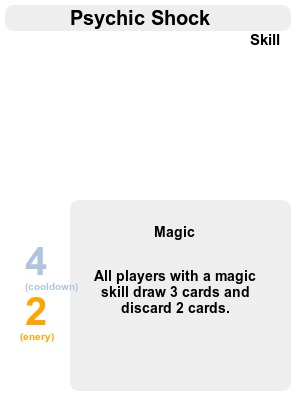 Psychic Shock
Skill
Magic
4
(cooldown)
All players with a magic
skill draw 3 cards and
discard 2 cards.
2
(enery)